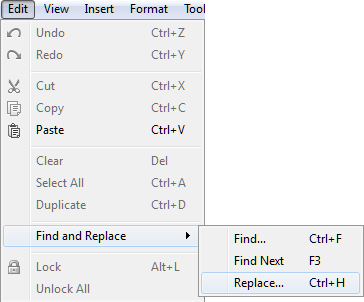 Edit View Insert Format Tool
Undo Ctrl+Z
Redo Ctrl+Y
Cut Ctrl+X
Copy Ctrl+C
Paste Ctrl+V
Clear Del
Select All Ctrl+A
Duplicate Ctrl+D
Find and Replace
Find... Ctrl+F
Find Next F3
Replace... Ctrl+H
Lock Alt+L
Unlock All